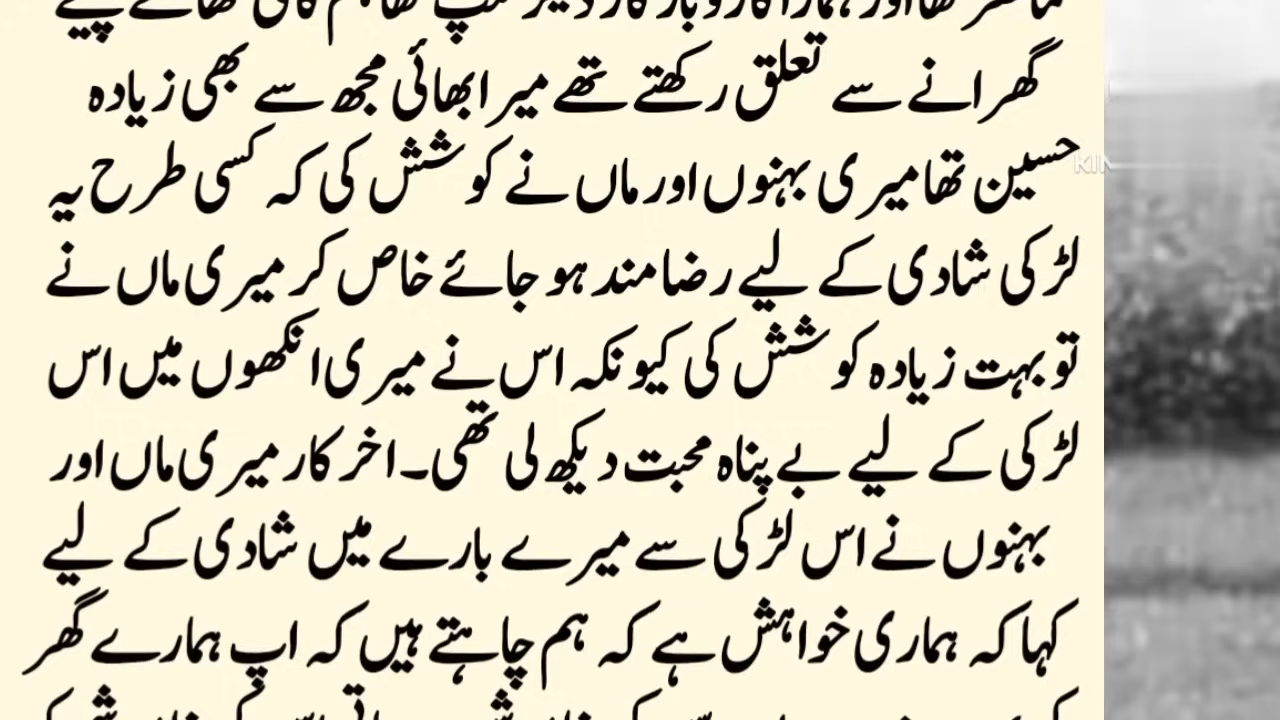 گھرانے سے تعلق رکھتے تھے میرا بھائی مجھ سے بھی زیادہ
حسین تھا میری بہنوں اور ماں نے کوشش کی کہ کسی طرح یہ
لڑکی شادی کے لیے رضامند ہو جائے خاص کر میری ماں نے
تو بہت زیادہ کوشش کی کیونکہ اس نے میری انکھوں میں اس
لڑکی کے لیے بے پناہ محبت دیکھ لی تھی۔ اخر کار میری ماں اور
بہنوں نے اس لڑکی سے میرے بارے میں شادی کے لیے
کہا کہ ہماری خواہش ہے کہ ہم چاہتے ہیں کہ اپ ہمارے گھر